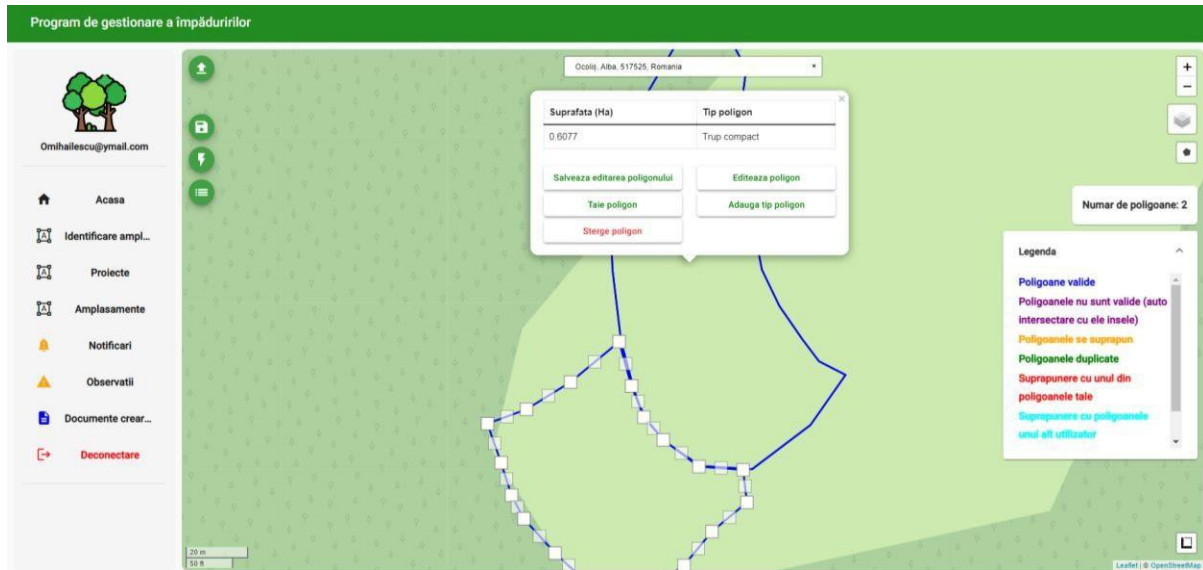 Program de gestionare a împăduririlor
Omihailescu@ymail.com
Acasa
Identificare ampl...
Proiecte
Amplasamente
Notificari
Observatii
Documente crear...
Deconectare
Ocoliș, Alba, 517525, Romania
Suprafata (Ha) Tip poligon
0.6077 Trup compact
Salveaza editarea poligonului Editeaza poligon
Taie poligon Adauga tip poligon
Sterge poligon
+
−
Numar de poligoane: 2
Legenda
Poligoane valide
Poligoanele nu sunt valide (auto
intersectare cu ele insele)
Poligoanele se suprapun
Poligoanele duplicate
Suprapunere cu unul din
poligoanele tale
Suprapunere cu poligoanele
unui alt utilizator
20 m
50 ft
Leaflet | © OpenStreetMap